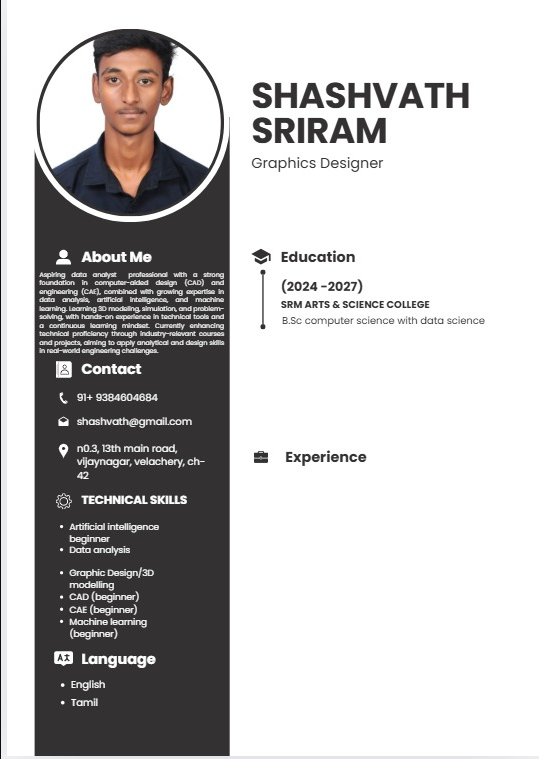 SHASHVATH
SRIRAM
Graphics Designer
About Me
Aspiring data analyst professional with a strong
foundation in computer-aided design (CAD) and
engineering (CAE), combined with growing expertise in
data analysis, artificial intelligence, and machine
learning. Learning 3D modeling, simulation, and problem-
solving, with hands-on experience in technical tools and
a continuous learning mindset. Currently enhancing
technical proficiency through industry-relevant courses
and projects, aiming to apply analytical and design skills
in real-world engineering challenges.
Contact
91+ 9384604684
shashvath@gmail.com
n0.3, 13th main road,
vijaynagar, velachery, ch-
42
TECHNICAL SKILLS
• Artificial intelligence
beginner
• Data analysis
• Graphic Design/3D
modelling
• CAD (beginner)
• CAE (beginner)
• Machine learning
(beginner)
Language
• English
• Tamil
Education
(2024 -2027)
SRM ARTS & SCIENCE COLLEGE
B.Sc computer science with data science
Experience